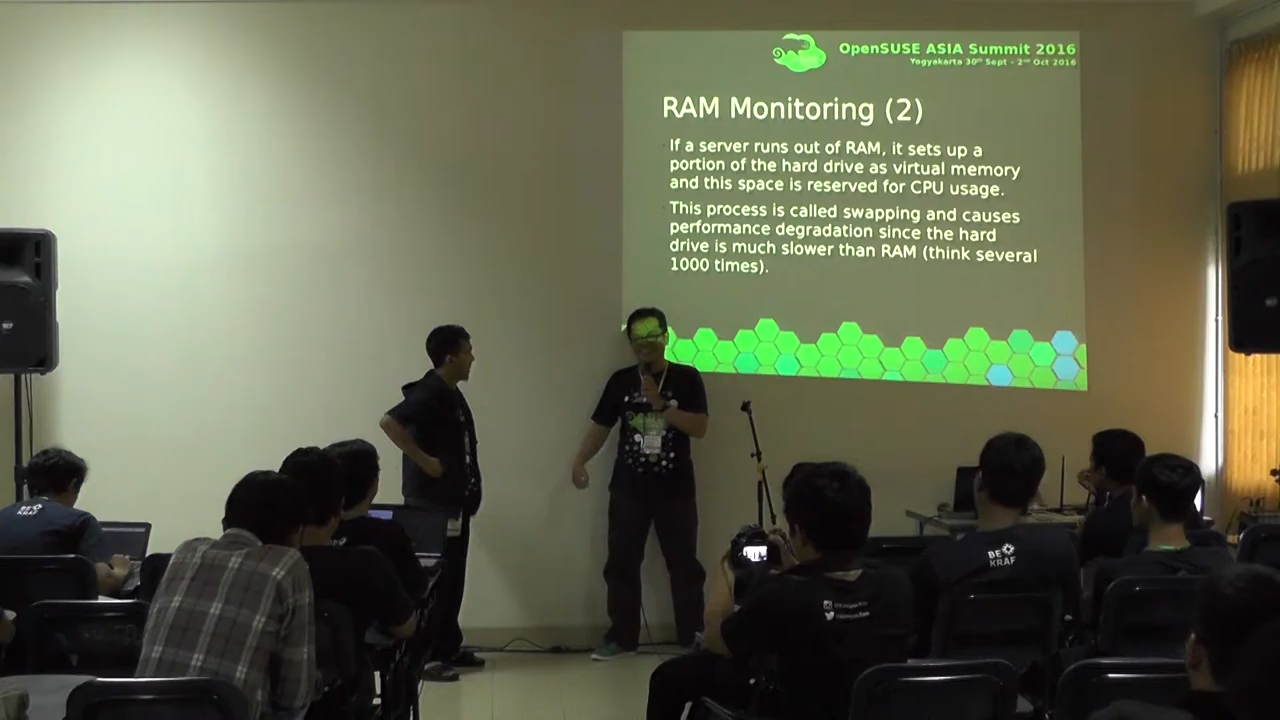 OpenSUSE ASIA Summit 2016
Yogyakarta 30th Sept - 2nd Oct 2016
RAM Monitoring (2)
If a server runs out of RAM, it sets up a
portion of the hard drive as virtual memory
and this space is reserved for CPU usage.
This process is called swapping and causes
performance degradation since the hard
drive is much slower than RAM (think several
1000 times).
BE
KRAF
BE
KRAF